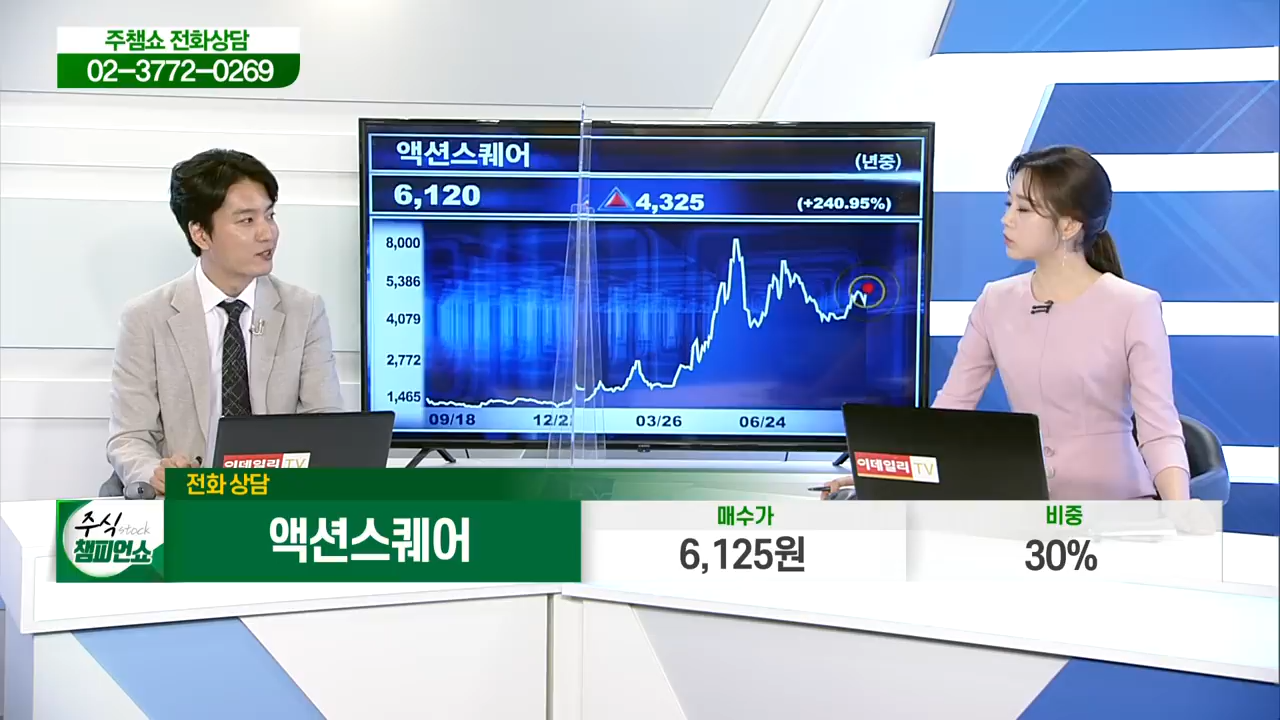 주챔쇼 전화상담
02-3772-0269
액션스퀘어 (년중)
6,120 ▲4,325 (+240.95%)
8,000
5,386
4,079
2,772
1,465
09/18 12/22 03/26 06/24
이데일리TV
이데일리TV
전화 상담
주식 stock
챔피언쇼
액션스퀘어
매수가 비중
6,125원 30%